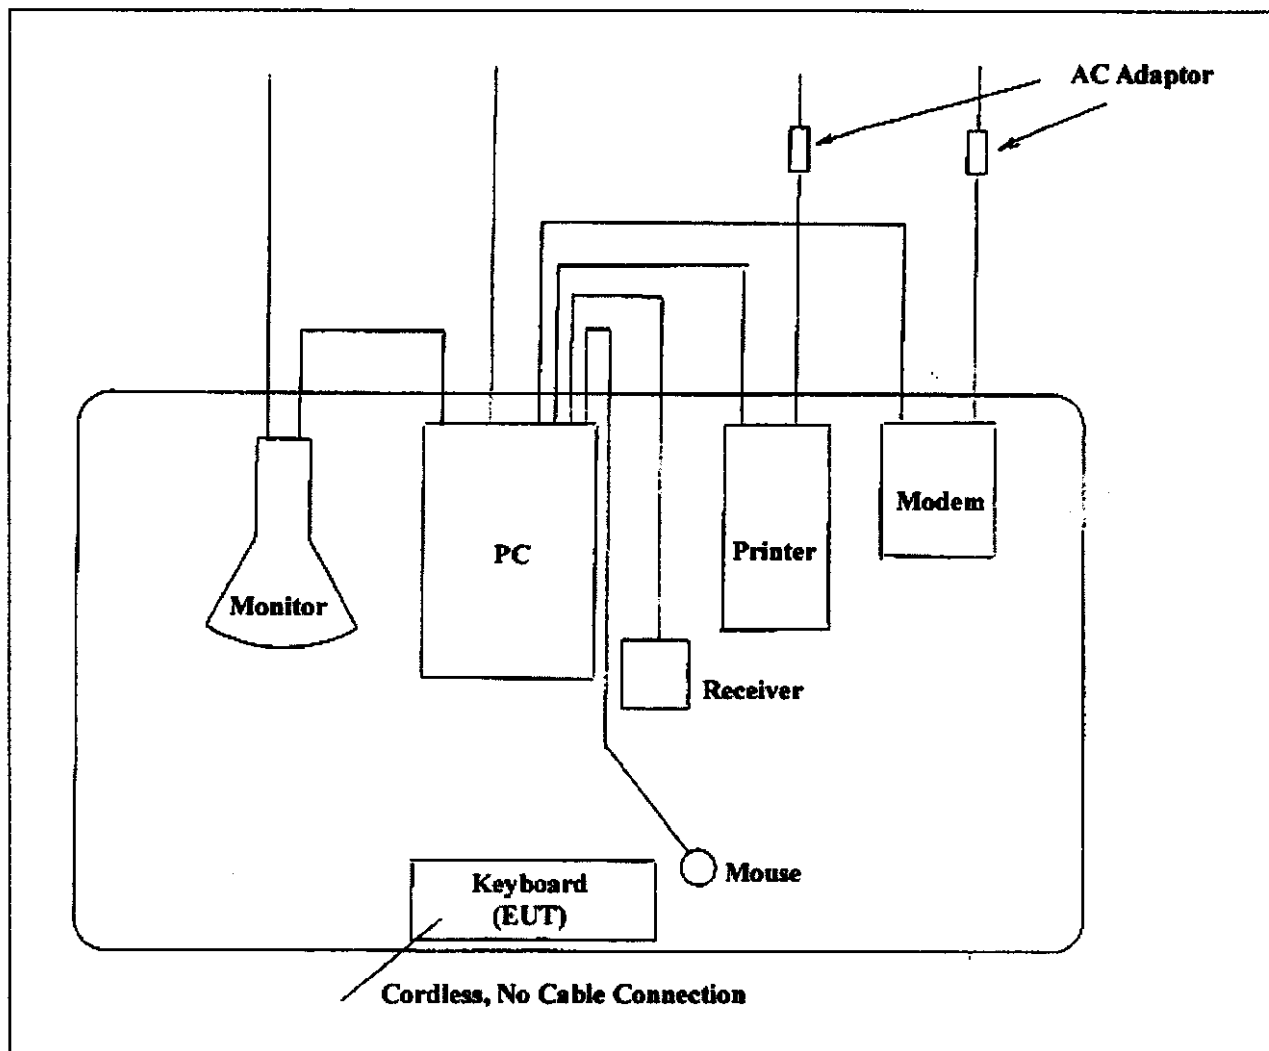 AC Adaptor
Modem
PC
Printer
Monitor
Receiver
Mouse
Keyboard
(EUT)
Cordless, No Cable Connection